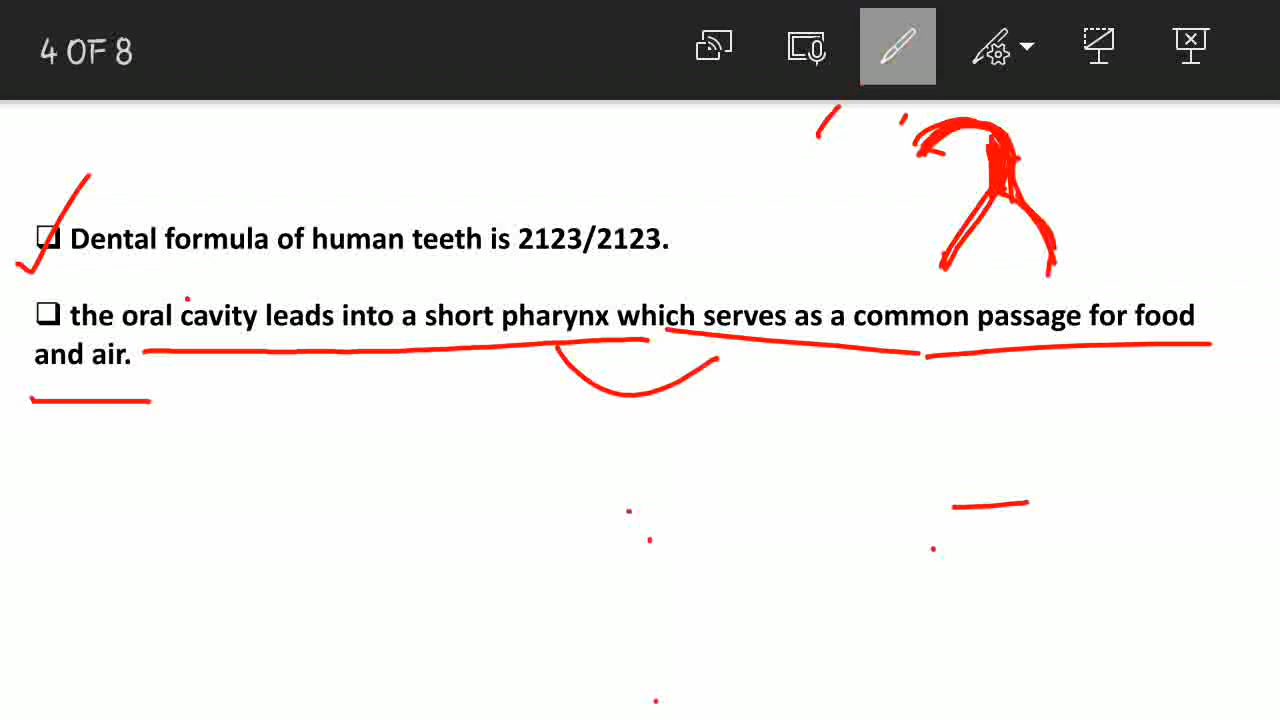 4 OF 8
Dental formula of human teeth is 2123/2123.
the oral cavity leads into a short pharynx which serves as a common passage for food
and air.